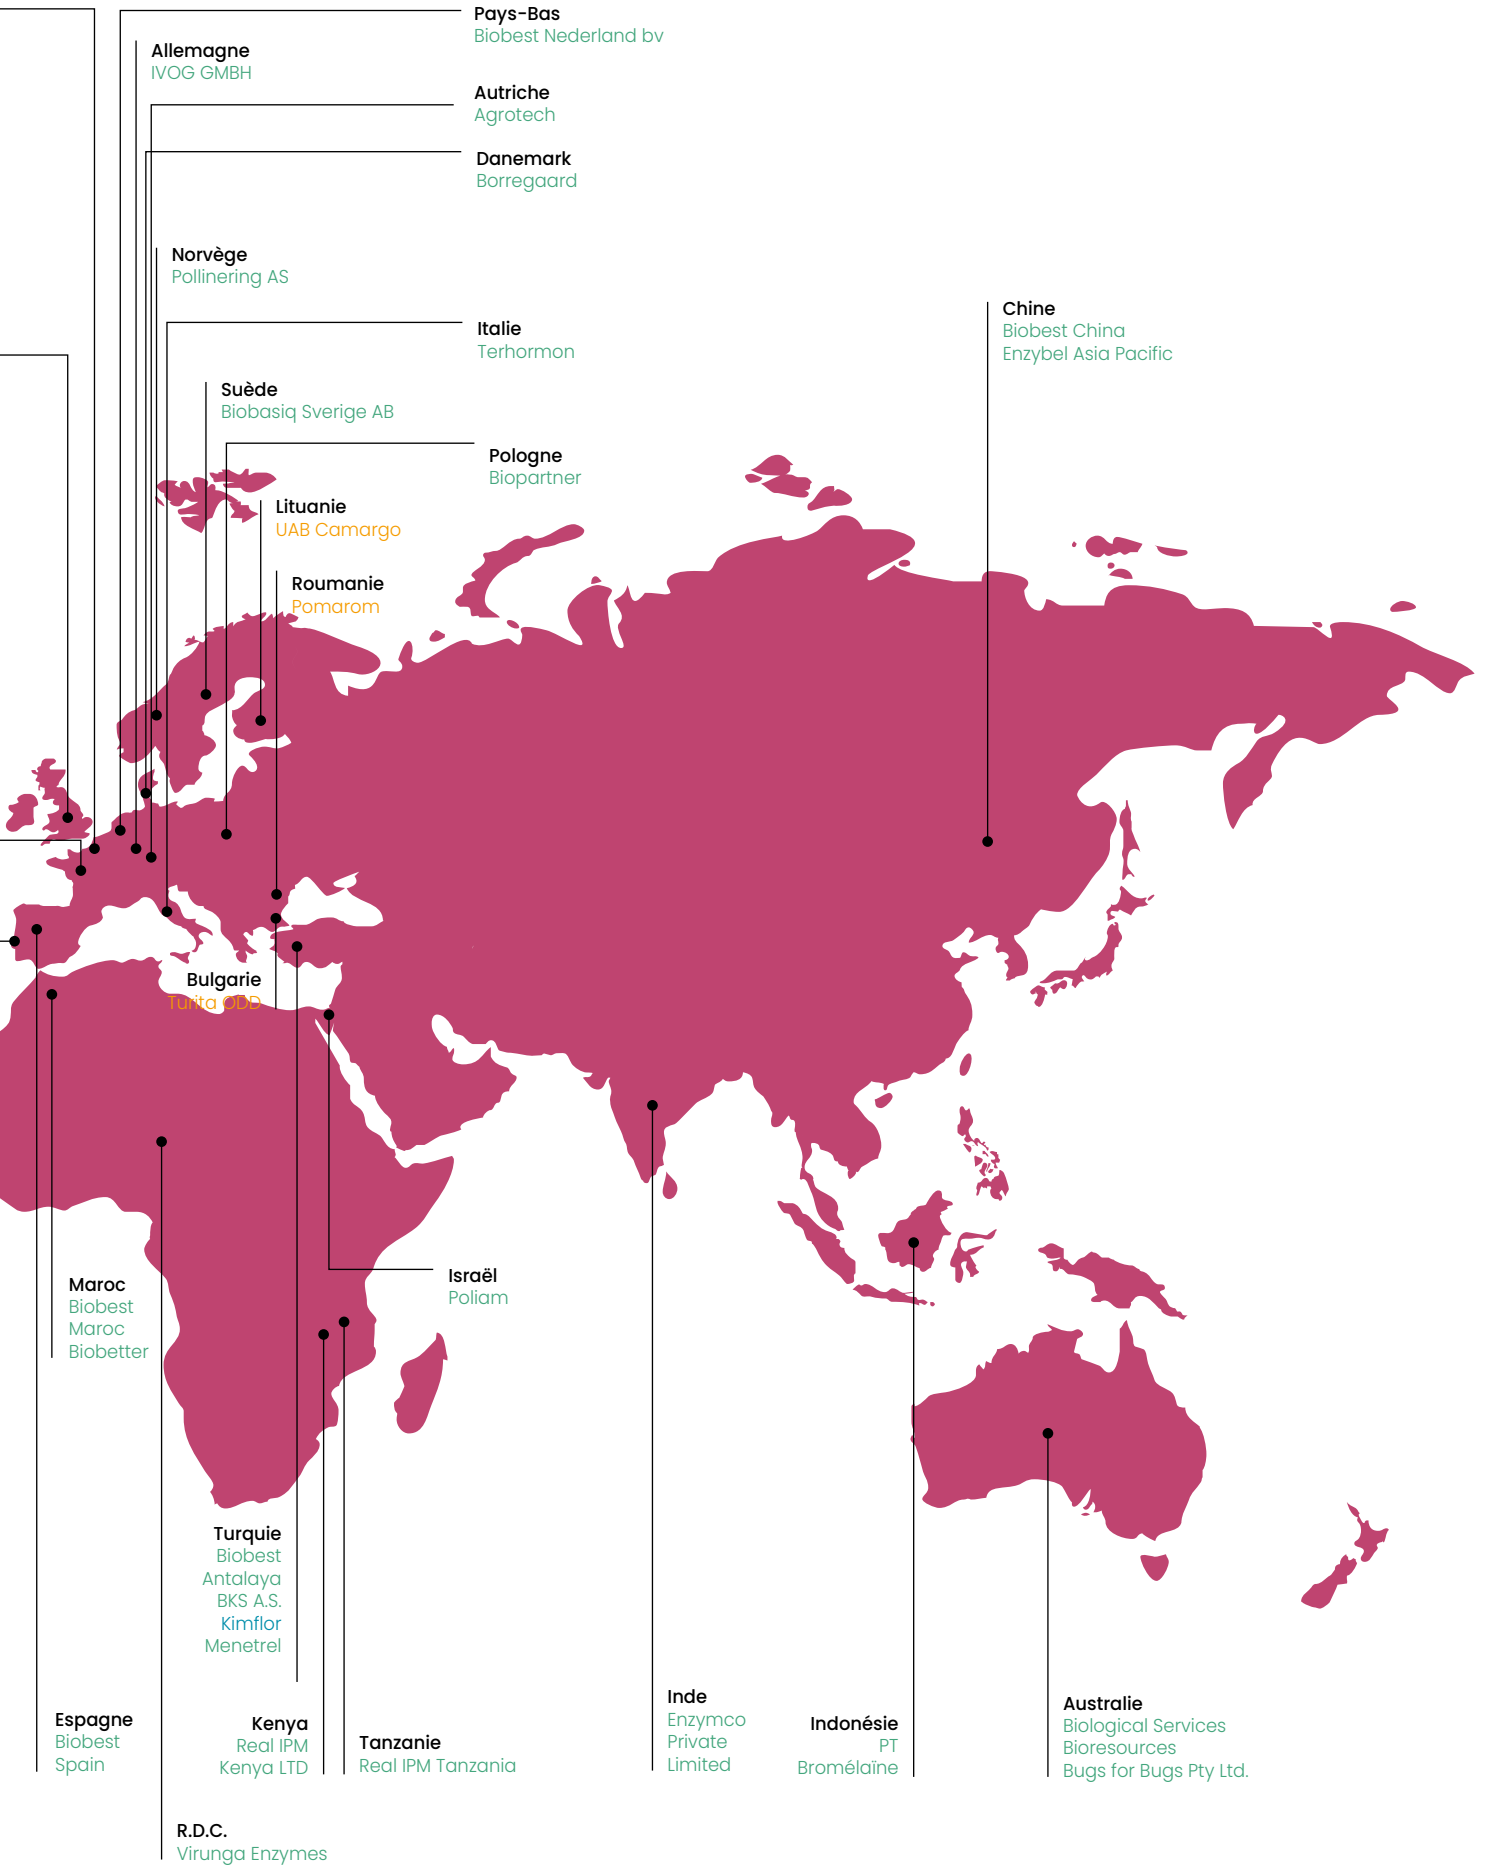 Pays-Bas
Biobest Nederland bv
Allemagne
IVOG GMBH
Autriche
Agrotech
Danemark
Borregaard
Norvège
Pollinering AS
Chine
Biobest China
Enzybel Asia Pacific
Italie
Terhormon
Suède
Biobasiq Sverige AB
Pologne
Biopartner
Lituanie
UAB Camargo
Roumanie
Pomarom
Bulgarie
Turita ODD
Israël
Poliam
Maroc
Biobest
Maroc
Biobetter
Turquie
Biobest
Antalaya
BKS A.S.
Kimflor
Menetrel
Espagne
Biobest
Spain
Kenya
Real IPM
Kenya LTD
Tanzanie
Real IPM Tanzania
Inde
Enzymco
Private
Limited
Indonésie
PT
Bromélaïne
Australie
Biological Services
Bioresources
Bugs for Bugs Pty Ltd.
R.D.C.
Virunga Enzymes